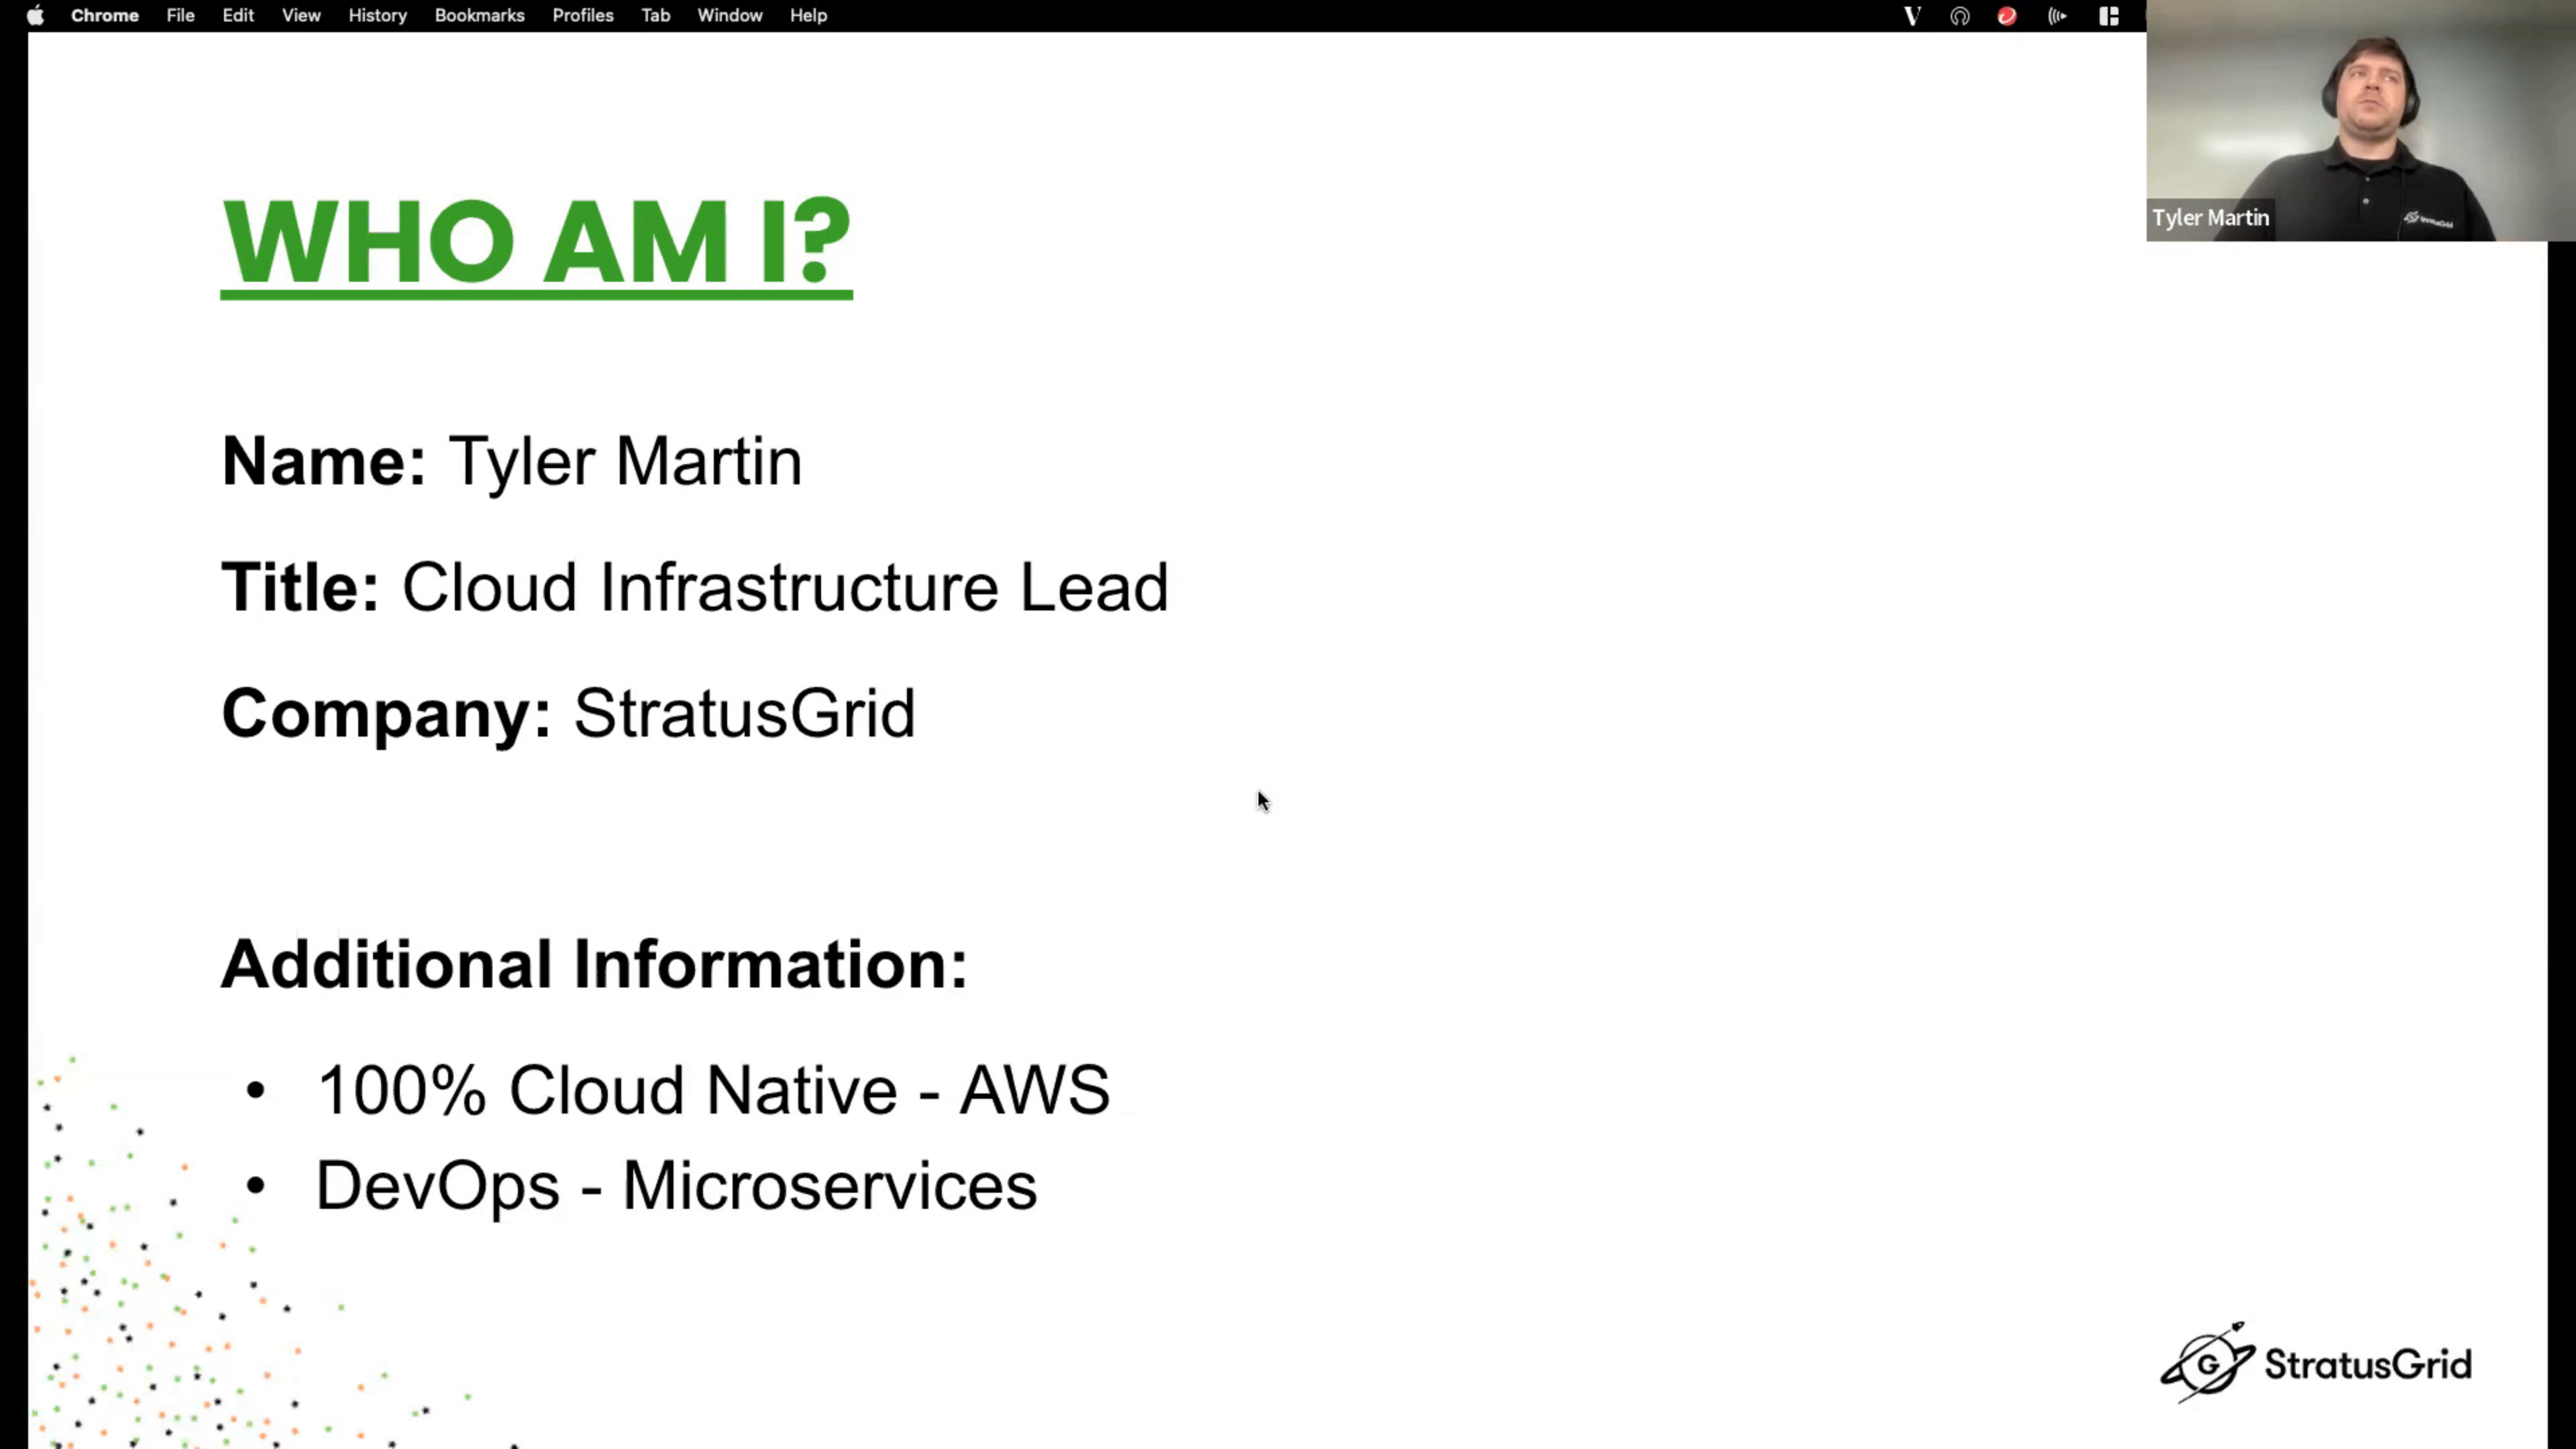 Chrome File Edit View History Bookmarks Profiles Tab Window Help
Tyler Martin
WHO AM I?
Name: Tyler Martin
Title: Cloud Infrastructure Lead
Company: StratusGrid
Additional Information:
• 100% Cloud Native - AWS
• DevOps - Microservices
G StratusGrid